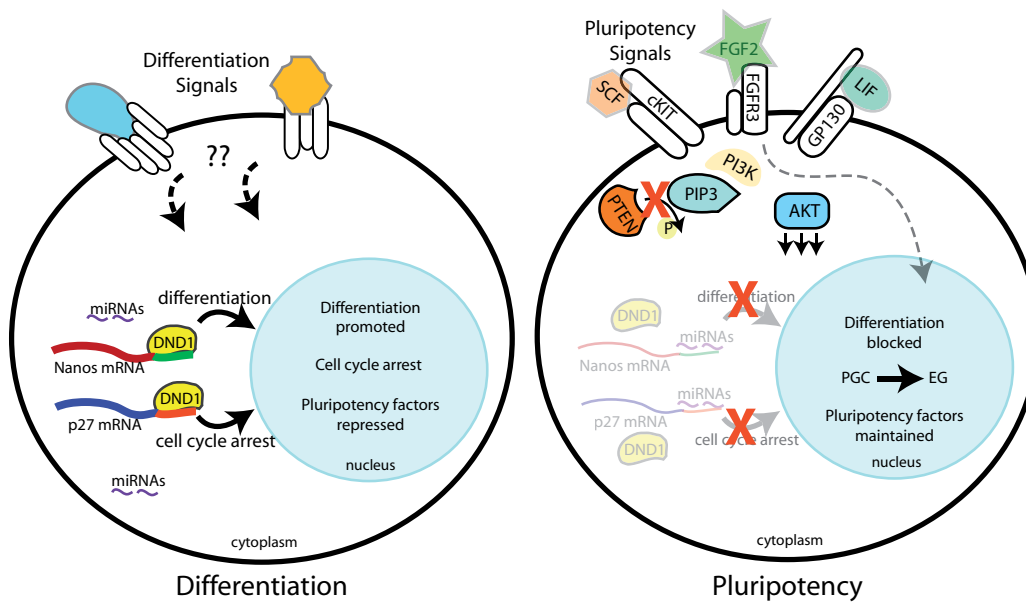 Differentiation
Signals
??
miRNAs
differentiation
DND1
Nanos mRNA
DND1
p27 mRNA
cell cycle arrest
miRNAs
Differentiation
promoted
Cell cycle arrest
Pluripotency factors
repressed
nucleus
cytoplasm
Differentiation
Pluripotency
Signals
FGF2
SCF
cKIT
FGFR3
LIF
GP130
PI3K
PIP3
PTEN
X
P
AKT
differentiation
X
DND1
miRNAs
Nanos mRNA
miRNAs
p27 mRNA
X
cell cycle arrest
DND1
Differentiation
blocked
PGC EG
Pluripotency factors
maintained
nucleus
cytoplasm
Pluripotency